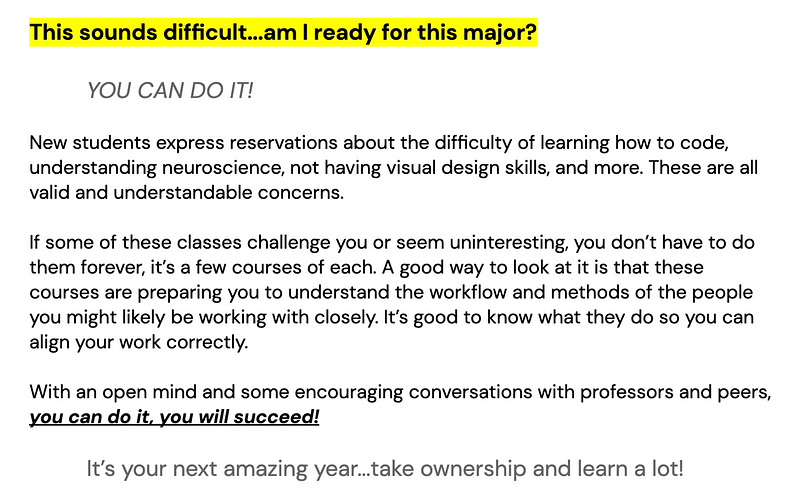 This sounds difficult...am I ready for this major?
YOU CAN DO IT!
New students express reservations about the difficulty of learning how to code,
understanding neuroscience, not having visual design skills, and more. These are all
valid and understandable concerns.
If some of these classes challenge you or seem uninteresting, you don’t have to do
them forever, it’s a few courses of each. A good way to look at it is that these
courses are preparing you to understand the workflow and methods of the people
you might likely be working with closely. It’s good to know what they do so you can
align your work correctly.
With an open mind and some encouraging conversations with professors and peers,
you can do it, you will succeed!
It’s your next amazing year...take ownership and learn a lot!